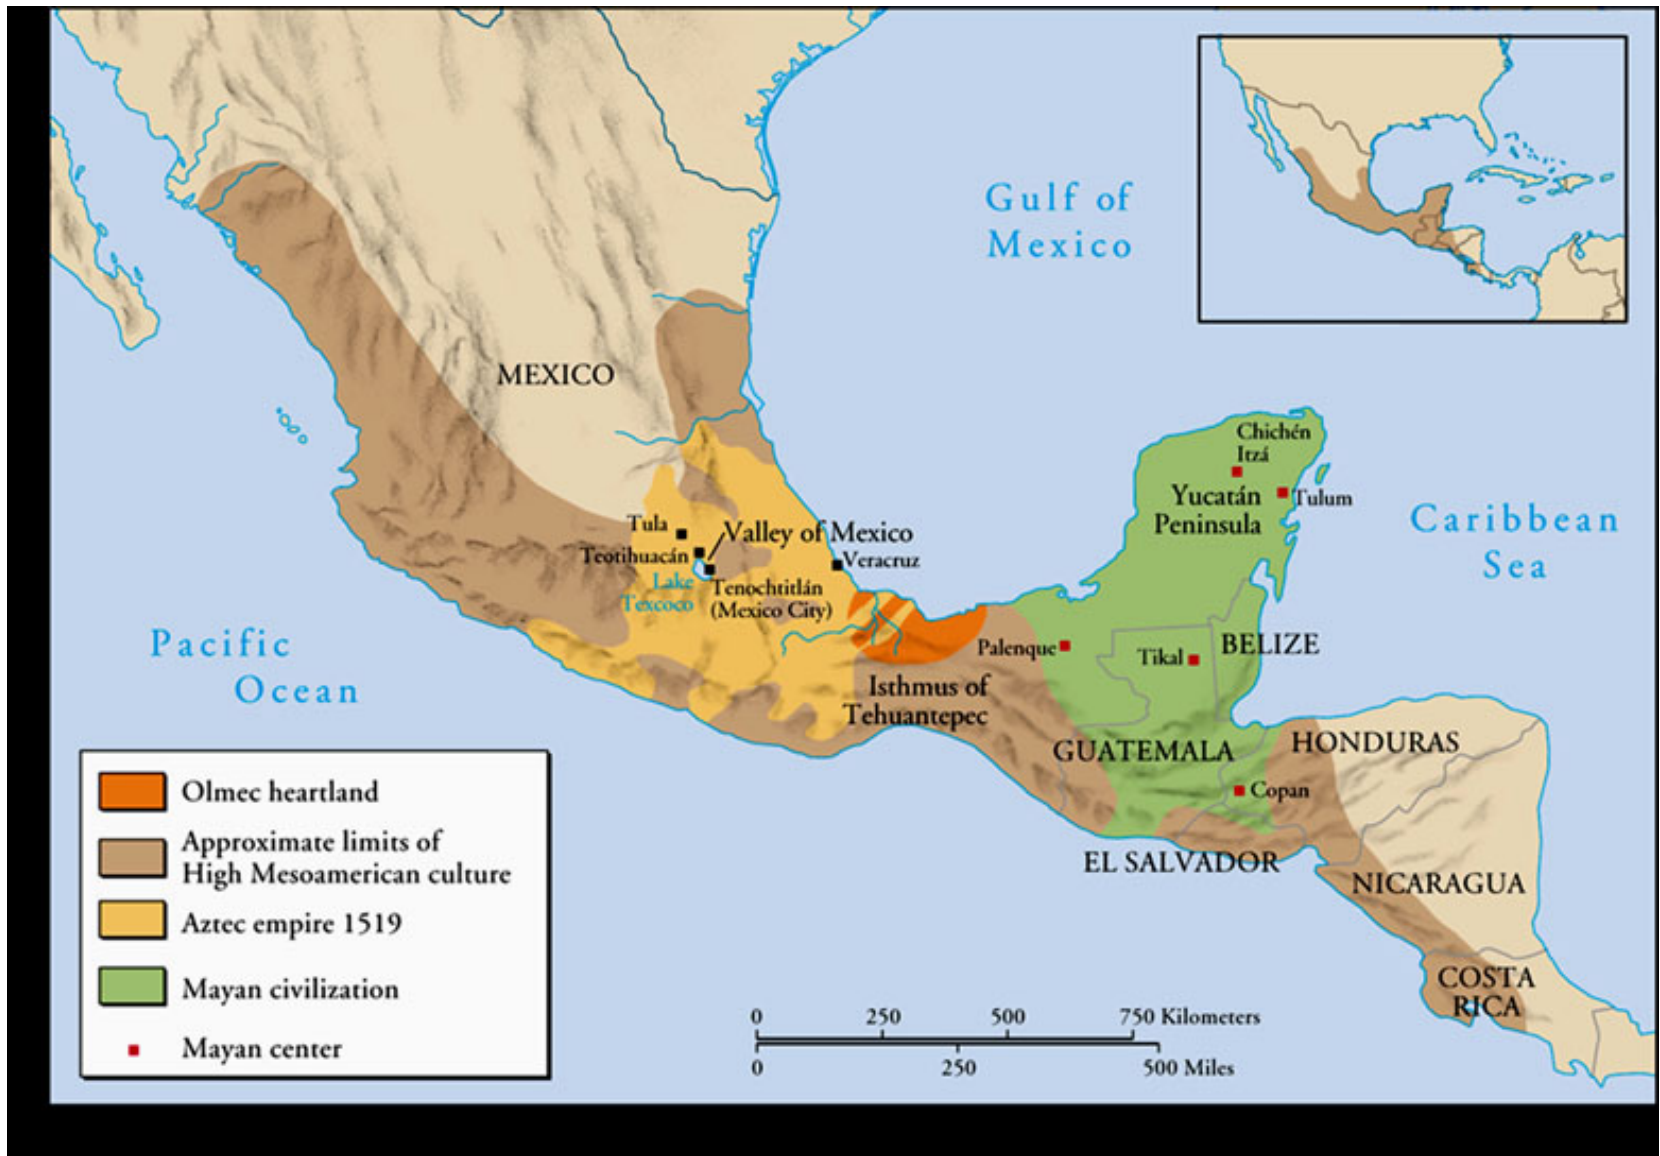 Gulf of
Mexico
MEXICO
Chichén
Itzá
Yucatán
Peninsula
Tulum
Caribbean
Sea
Tula
Valley of Mexico
Teotihuacán
Veracruz
Lake
Texcoco
Tenochtitlán
(Mexico City)
Pacific
Ocean
Palenque
Tikal
BELIZE
Isthmus of
Tehuantepec
GUATEMALA
HONDURAS
Copan
EL SALVADOR
NICARAGUA
COSTA
RICA
Olmec heartland
Approximate limits of
High Mesoamerican culture
Aztec empire 1519
Mayan civilization
Mayan center
0 250 500 750 Kilometers
0 250 500 Miles